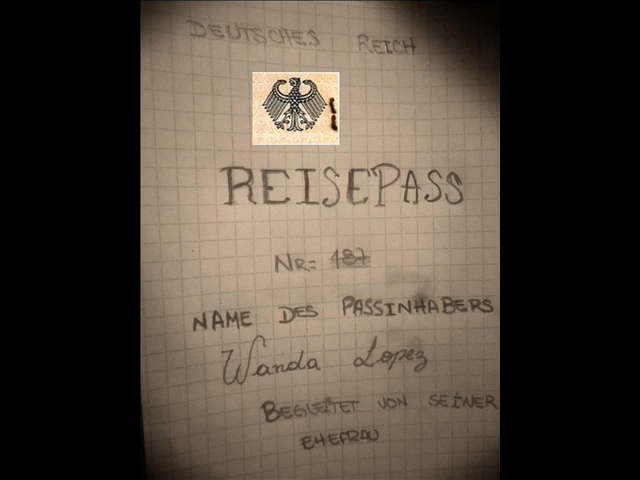 DEUTSCHES REICH
REISEPASS
NR= 187
NAME DES PASSINHABERS
Wanda Lopez
BEGLEITET VON SEINER
EHEFRAU